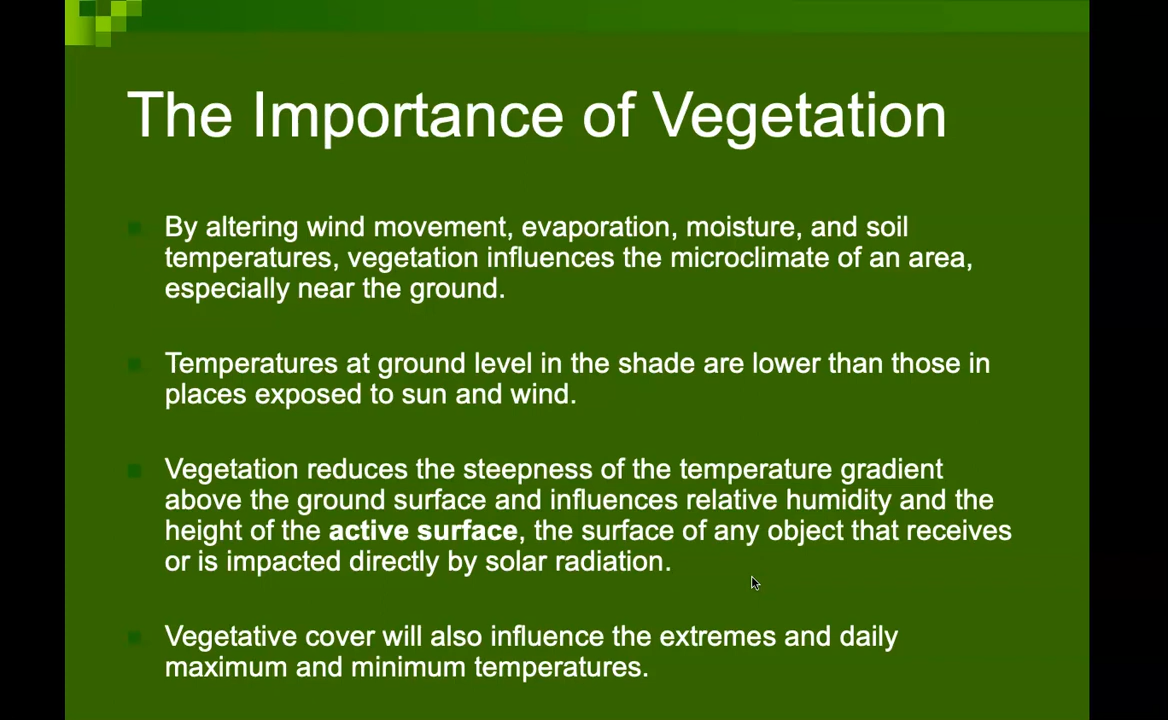 The Importance of Vegetation
By altering wind movement, evaporation, moisture, and soil
temperatures, vegetation influences the microclimate of an area,
especially near the ground.
Temperatures at ground level in the shade are lower than those in
places exposed to sun and wind.
Vegetation reduces the steepness of the temperature gradient
above the ground surface and influences relative humidity and the
height of the active surface, the surface of any object that receives
or is impacted directly by solar radiation.
Vegetative cover will also influence the extremes and daily
maximum and minimum temperatures.